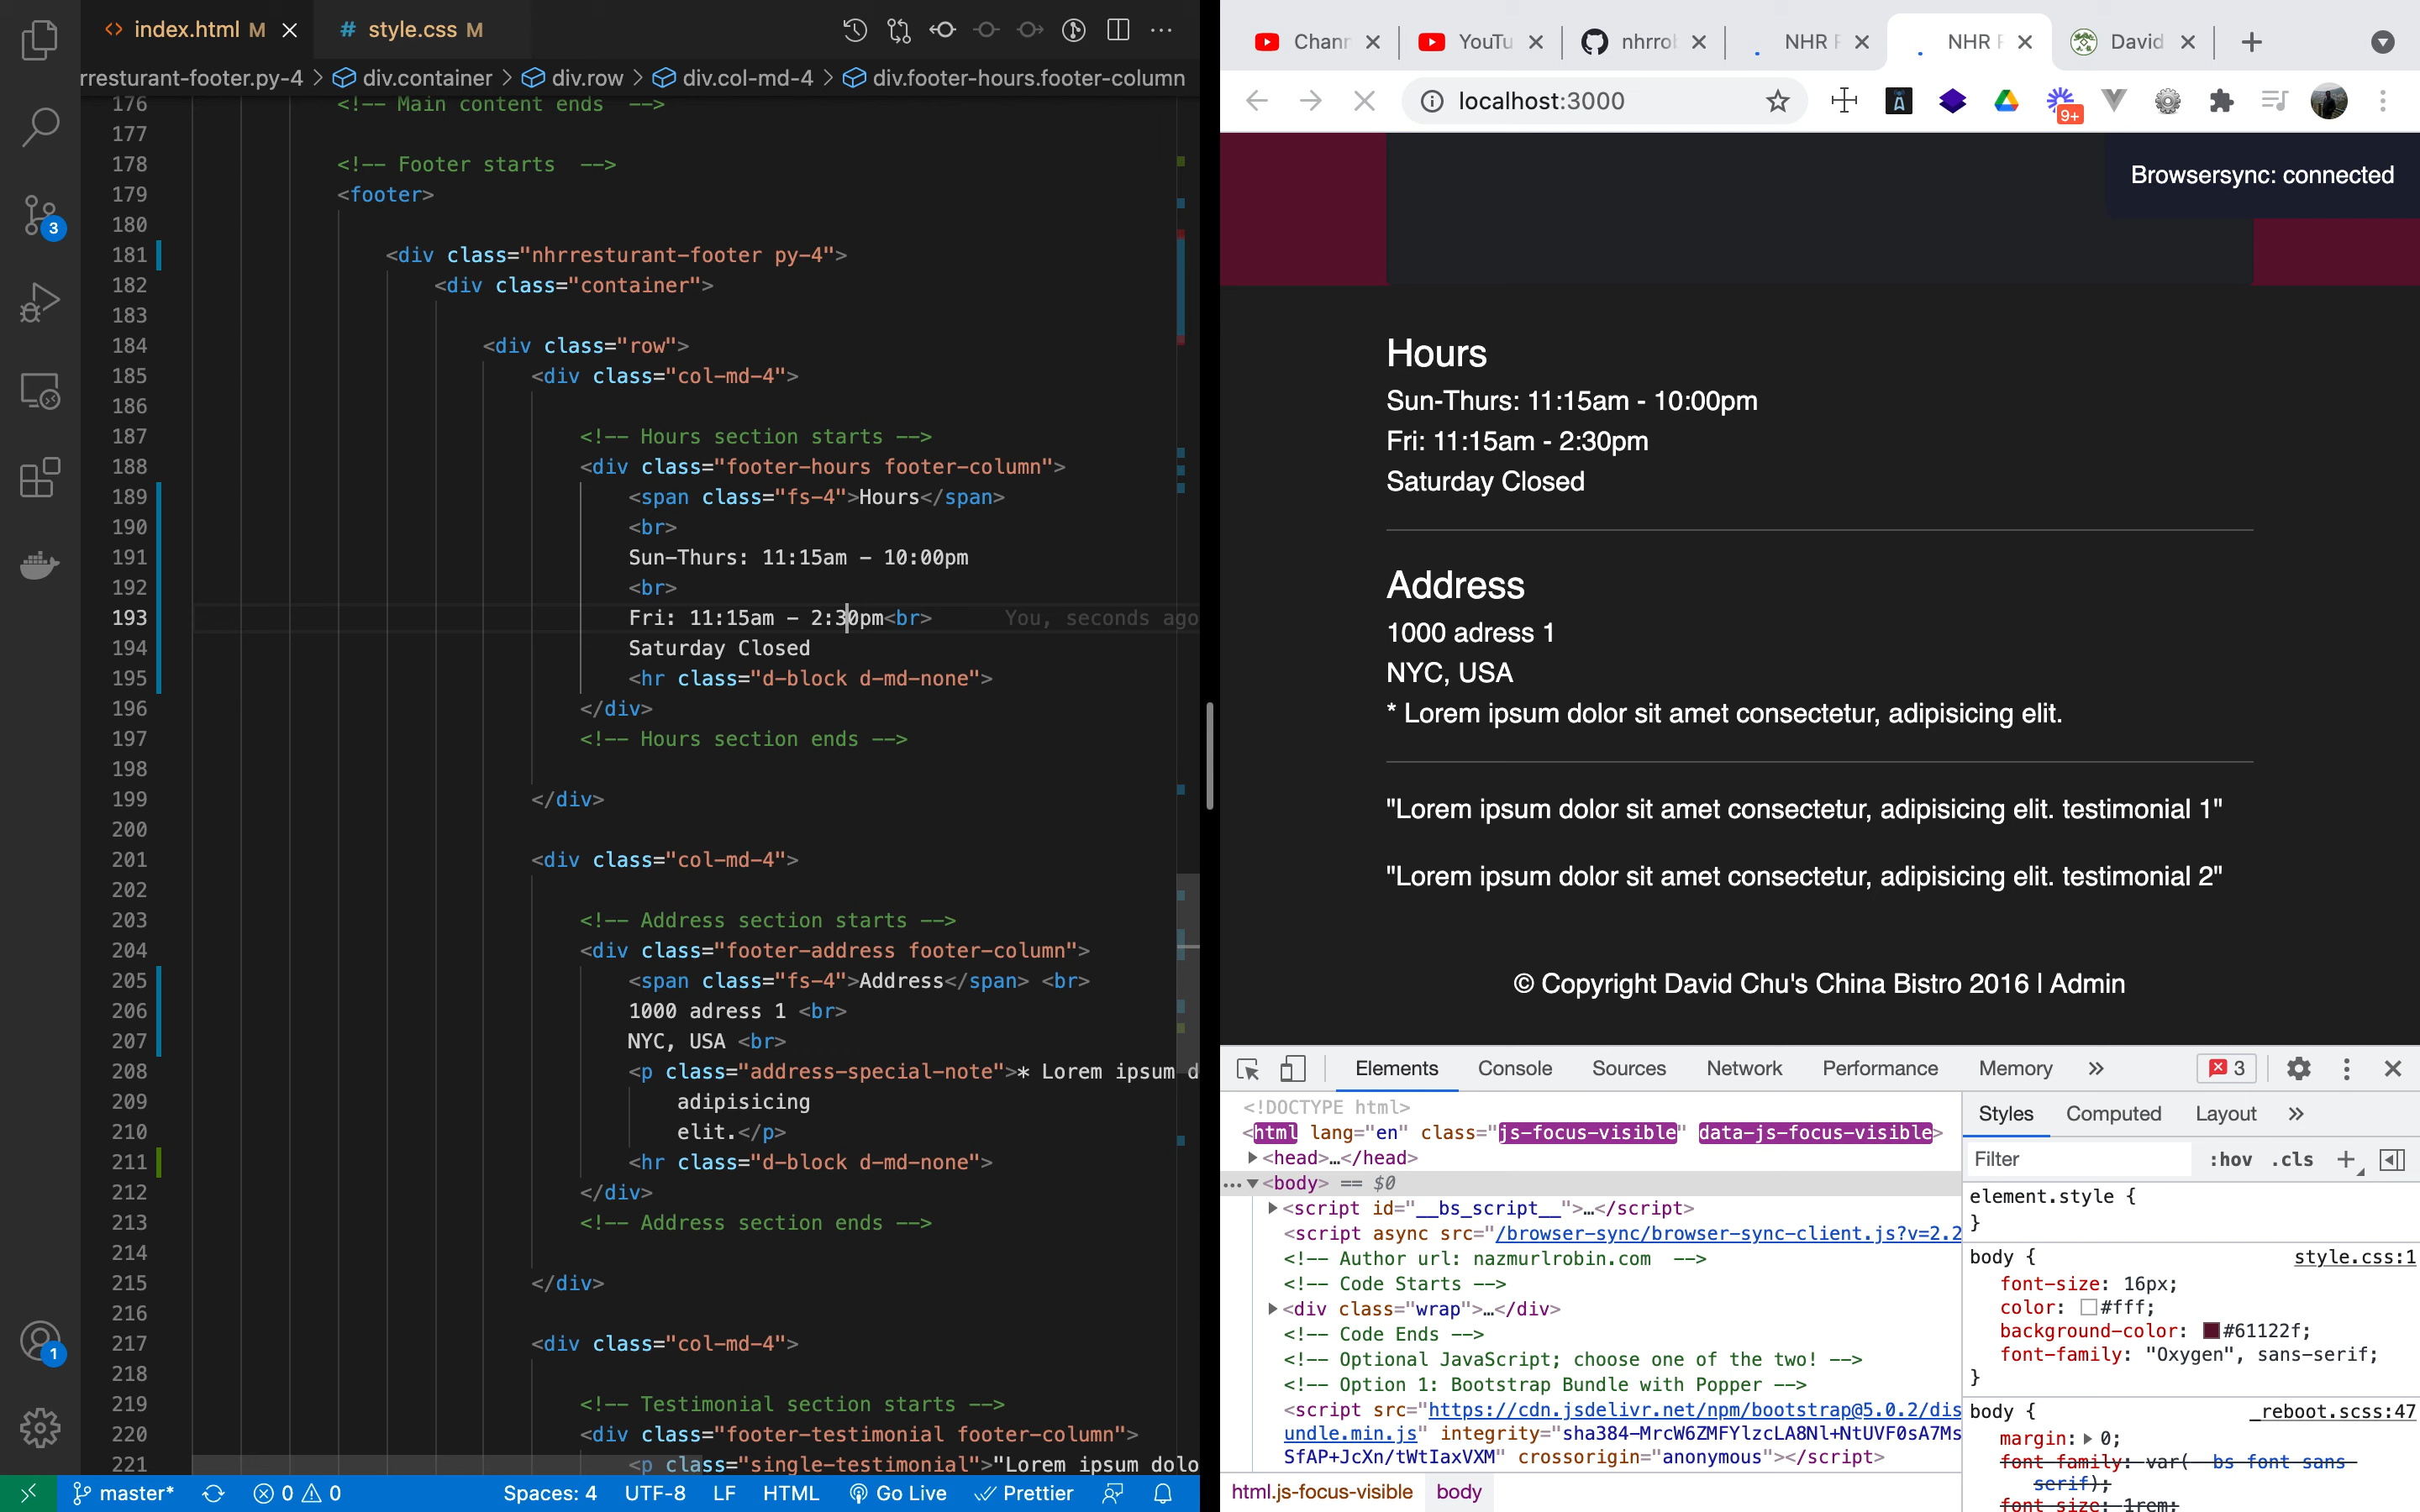 index.html M
# style.css M
rresturant-footer.py-4 > div.container > div.row > div.col-md-4 > div.footer-hours.footer-column
176 <!-- Main content ends -->
177
178 <!-- Footer starts -->
179 <footer>
180
181 <div class="nhrresturant-footer py-4">
182 <div class="container">
183
184 <div class="row">
185 <div class="col-md-4">
186
187 <!-- Hours section starts -->
188 <div class="footer-hours footer-column">
189 <span class="fs-4">Hours</span>
190 <br>
191 Sun-Thurs: 11:15am - 10:00pm
192 <br>
193 Fri: 11:15am - 2:30pm<br> You, seconds ago
194 Saturday Closed
195 <hr class="d-block d-md-none">
196 </div>
197 <!-- Hours section ends -->
198
199 </div>
200
201 <div class="col-md-4">
202
203 <!-- Address section starts -->
204 <div class="footer-address footer-column">
205 <span class="fs-4">Address</span> <br>
206 1000 adress 1 <br>
207 NYC, USA <br>
208 <p class="address-special-note">* Lorem ipsum d
209 adipisicing
210 elit.</p>
211 <hr class="d-block d-md-none">
212 </div>
213 <!-- Address section ends -->
214
215 </div>
216
217 <div class="col-md-4">
218
219 <!-- Testimonial section starts -->
220 <div class="footer-testimonial footer-column">
221 <p class="single-testimonial">"Lorem ipsum dolo
3
1
master* 0 0 Spaces: 4 UTF-8 LF HTML Go Live Prettier
Chann YouTu nhrrob NHR R NHR R David
localhost:3000
9+
Browsersync: connected
Hours
Sun-Thurs: 11:15am - 10:00pm
Fri: 11:15am - 2:30pm
Saturday Closed
Address
1000 adress 1
NYC, USA
* Lorem ipsum dolor sit amet consectetur, adipisicing elit.
"Lorem ipsum dolor sit amet consectetur, adipisicing elit. testimonial 1"
"Lorem ipsum dolor sit amet consectetur, adipisicing elit. testimonial 2"
© Copyright David Chu's China Bistro 2016 | Admin
Elements Console Sources Network Performance Memory » 3
<!DOCTYPE html>
<html lang="en" class="js-focus-visible" data-js-focus-visible>
<head>…</head>
… <body> == $0
<script id="__bs_script__">…</script>
<script async src="/browser-sync/browser-sync-client.js?v=2.2
<!-- Author url: nazmurlrobin.com -->
<!-- Code Starts -->
<div class="wrap">…</div>
<!-- Code Ends -->
<!-- Optional JavaScript; choose one of the two! -->
<!-- Option 1: Bootstrap Bundle with Popper -->
<script src="https://cdn.jsdelivr.net/npm/bootstrap@5.0.2/dis
undle.min.js" integrity="sha384-MrcW6ZMFYlzcLA8Nl+NtUVF0sA7Ms
SfAP+JcXn/tWtIaxVXM" crossorigin="anonymous"></script>
html.js-focus-visible body
Styles Computed Layout »
Filter :hov .cls +
element.style {
}
body { style.css:1
font-size: 16px;
color: #fff;
background-color: #61122f;
font-family: "Oxygen", sans-serif;
}
body { _reboot.scss:47
margin: 0;
font-family: var(--bs-font-sans-
serif);
font-size: 1rem;